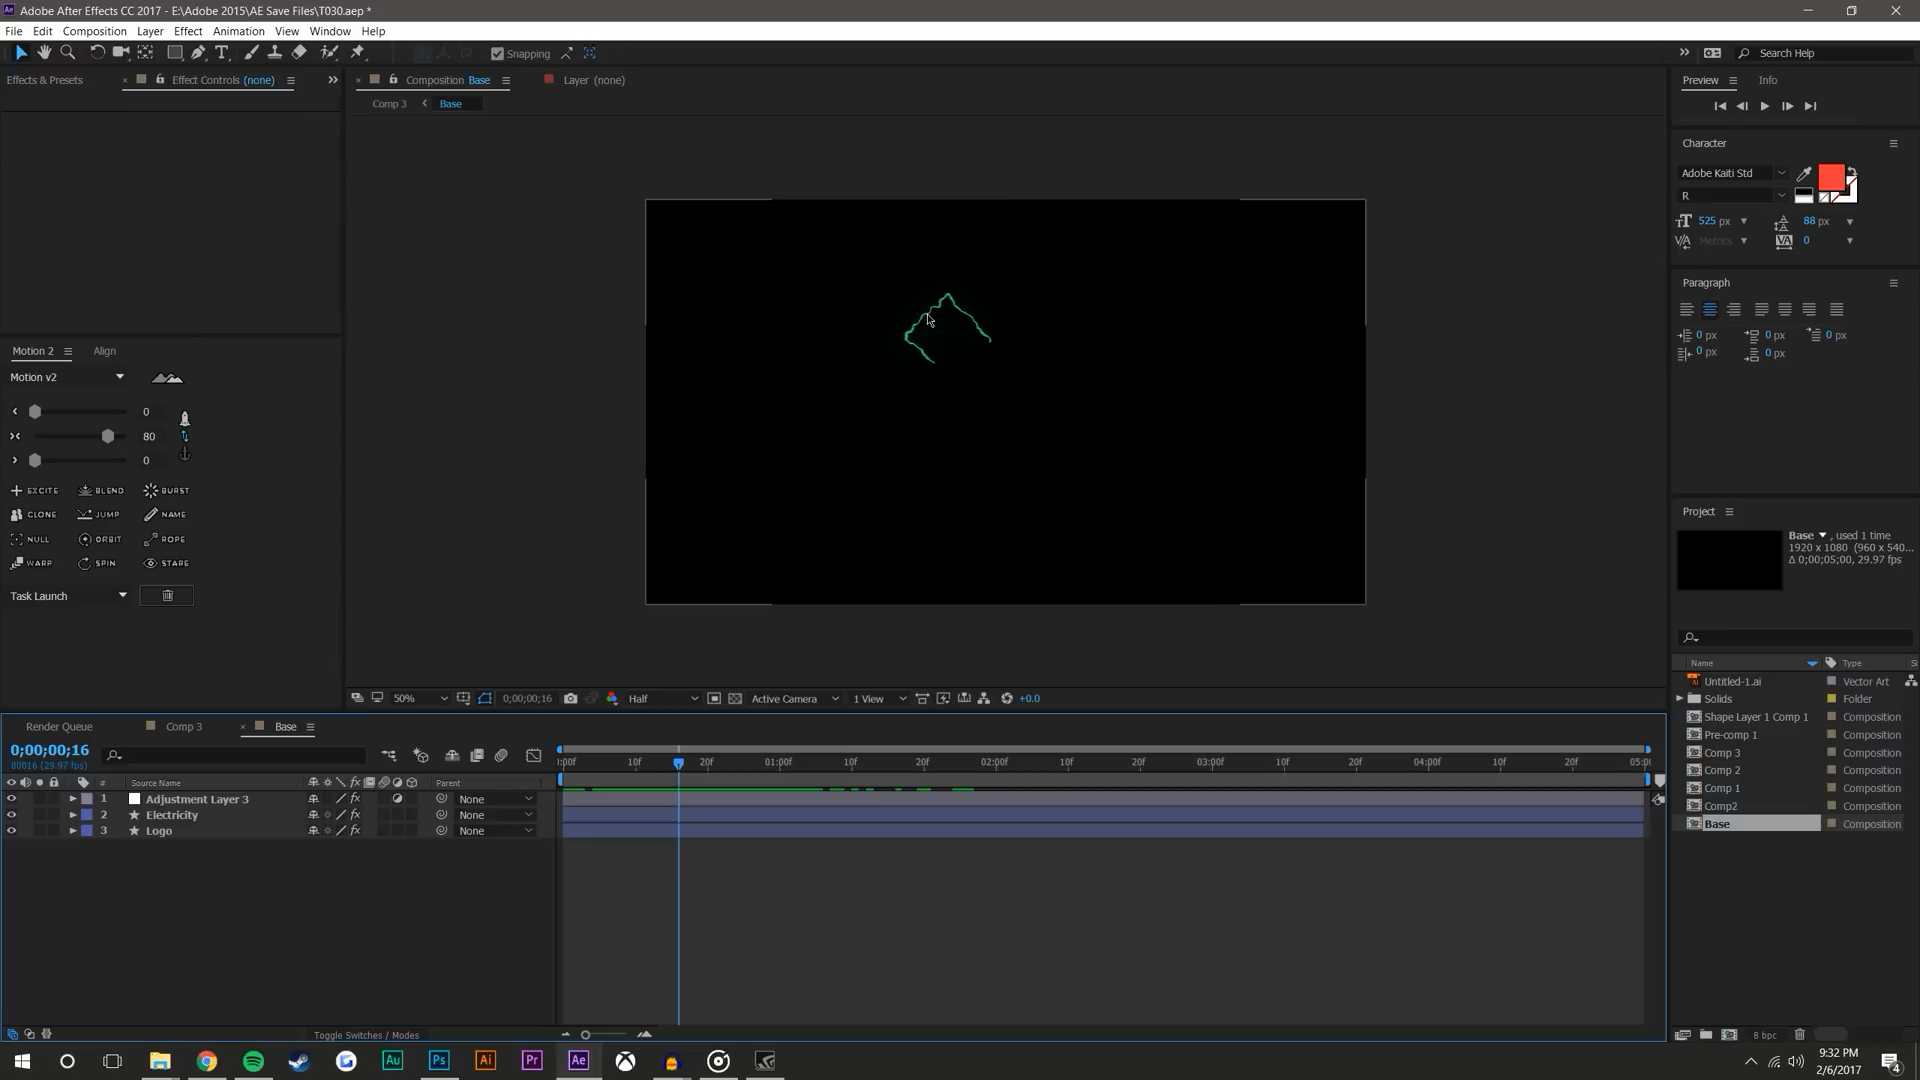 Adobe After Effects CC 2017 - E:\Adobe 2015\AE Save Files\T030.aep *
File Edit Composition Layer Effect Animation View Window Help
Snapping
Search Help
Effects & Presets
Effect Controls (none)
Composition Base
Layer (none)
Comp 3
Base
Preview
Info
Character
Adobe Kaiti Std
R
525 px
88 px
Metrics
0
Paragraph
0 px
0 px
0 px
0 px
0 px
Motion 2
Align
Motion v2
0
80
0
EXCITE BLEND BURST
CLONE JUMP NAME
NULL ORBIT ROPE
WARP SPIN STARE
Task Launch
Project
Base , used 1 time
1920 x 1080 (960 x 540...
Δ 0;00;05;00, 29.97 fps
Name Type
Untitled-1.ai Vector Art
Solids Folder
Shape Layer 1 Comp 1 Composition
Pre-comp 1 Composition
Comp 3 Composition
Comp 2 Composition
Comp 1 Composition
Comp2 Composition
Base Composition
8 bpc
50%
0;00;00;16
Half
Active Camera
1 View
+0.0
Render Queue
Comp 3
Base
0;00;00;16
00016 (29.97 fps)
:00f 10f 20f 01:00f 10f 20f 02:00f 10f 20f 03:00f 10f 20f 04:00f 10f 20f 05:0
# Source Name Parent
1 Adjustment Layer 3 None
2 Electricity None
3 Logo None
Toggle Switches / Modes
Au
Ps
Ai
Pr
Ae
9:32 PM
2/6/2017
4